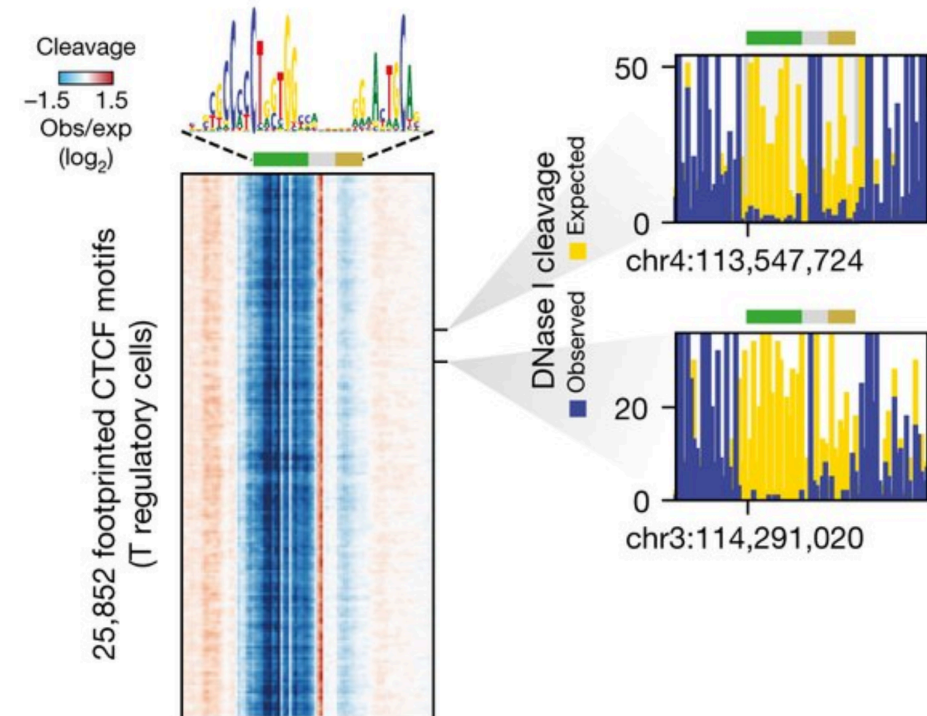 Cleavage
−1.5 1.5
Obs/exp
(log2)
25,852 footprinted CTCF motifs
(T regulatory cells)
DNase I cleavage
Observed Expected
50
0
chr4:113,547,724
20
0
chr3:114,291,020